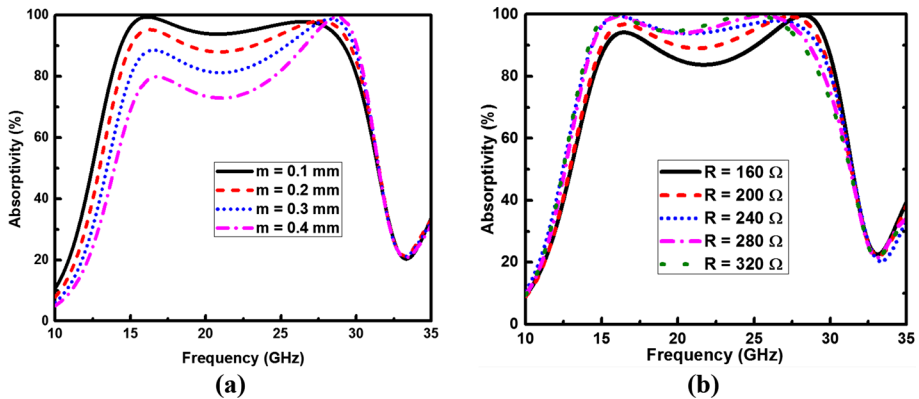 100
80
60
40
20
0
Absorptivity (%)
m = 0.1 mm
m = 0.2 mm
m = 0.3 mm
m = 0.4 mm
10 15 20 25 30 35
Frequency (GHz)
(a)
100
80
60
40
20
0
Absorptivity (%)
R = 160 Ω
R = 200 Ω
R = 240 Ω
R = 280 Ω
R = 320 Ω
10 15 20 25 30 35
Frequency (GHz)
(b)